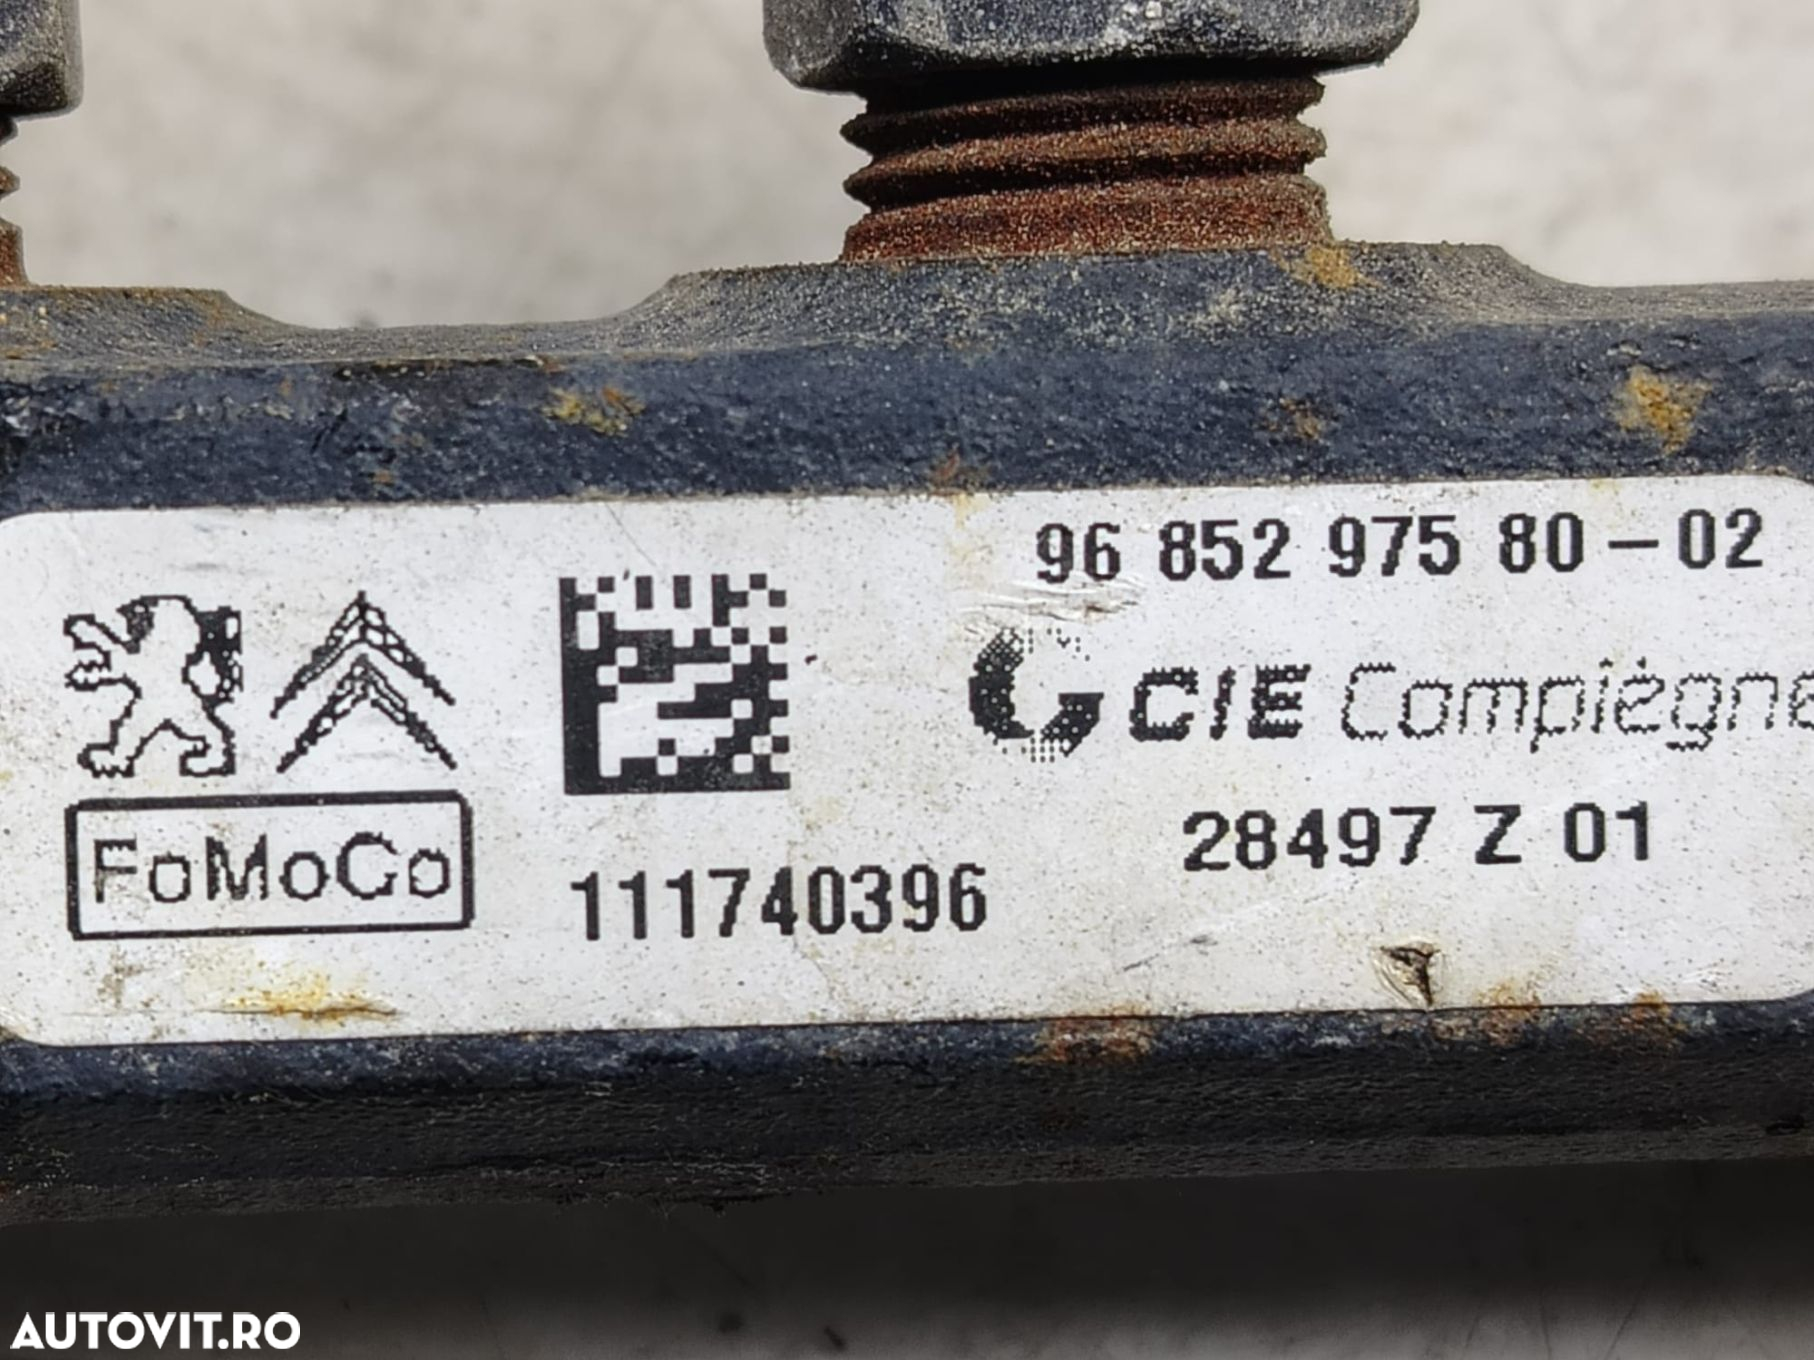 96 852 975 80-02
CIE Compiègne
28497 Z 01
FoMoCo
111740396
AUTOVIT.RO